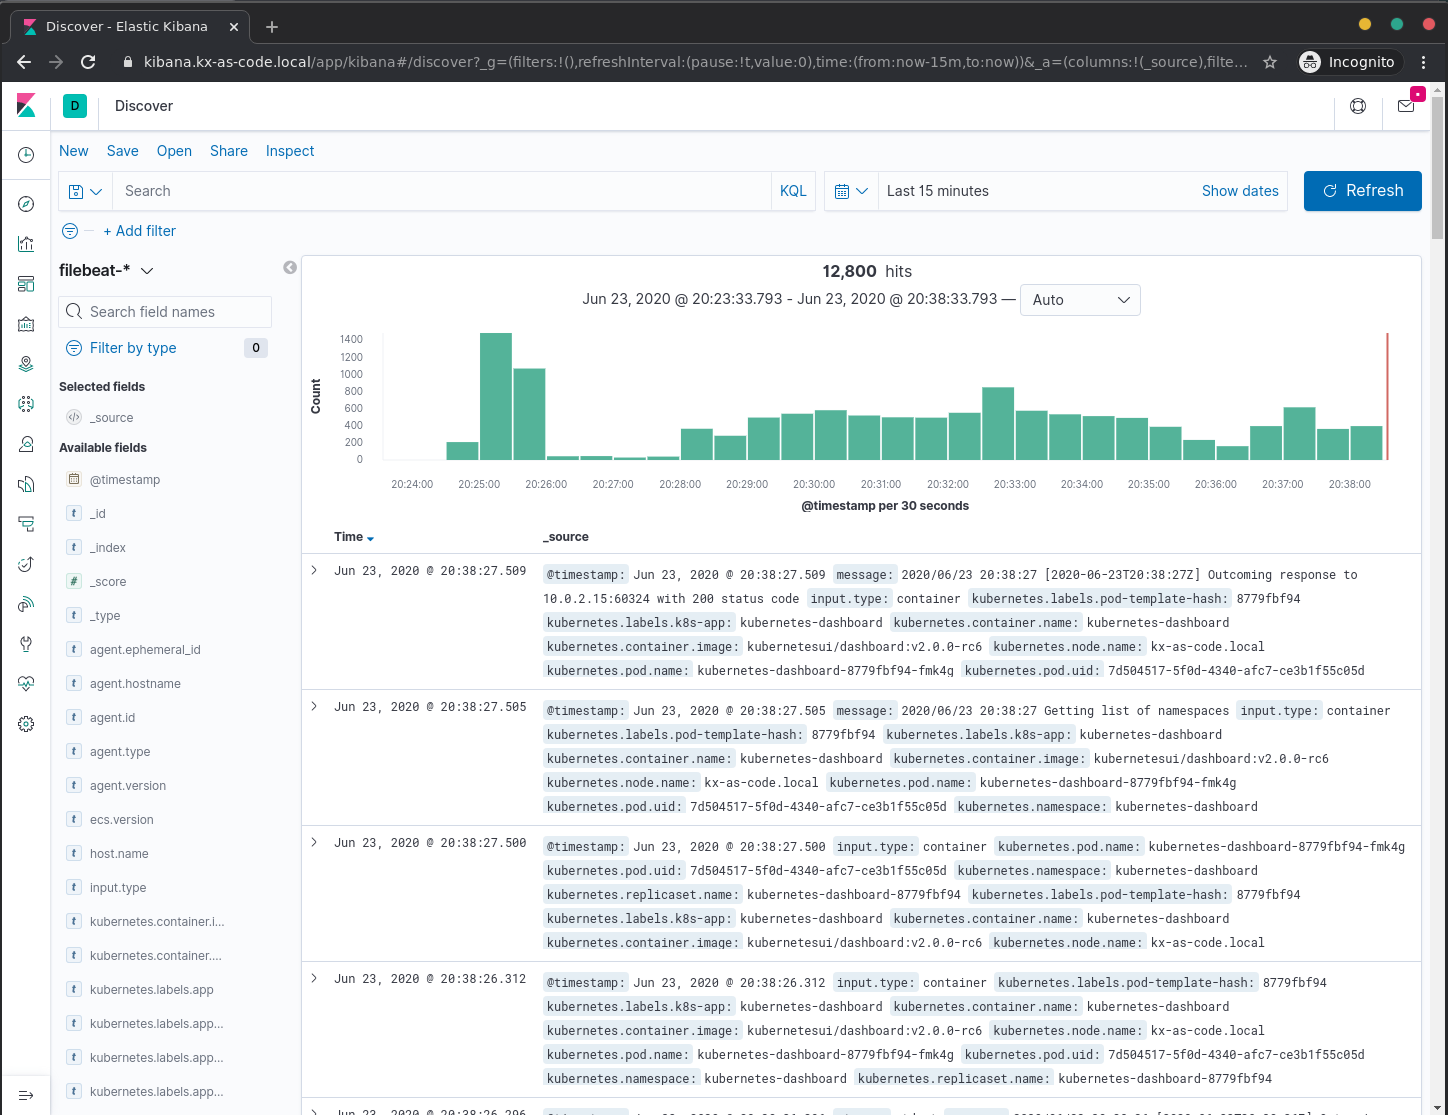 Discover - Elastic Kibana
kibana.kx-as-code.local/app/kibana#/discover?_g=(filters:!(),refreshInterval:(pause:!t,value:0),time:(from:now-15m,to:now))&_a=(columns:!(_source),filte...
Incognito
D
Discover
New Save Open Share Inspect
Search
KQL
Last 15 minutes
Show dates
Refresh
+ Add filter
filebeat-*
Search field names
Filter by type
0
Selected fields
_source
Available fields
@timestamp
t _id
t _index
# _score
t _type
t agent.ephemeral_id
t agent.hostname
t agent.id
t agent.type
t agent.version
t ecs.version
t host.name
t input.type
t kubernetes.container.i...
t kubernetes.container....
t kubernetes.labels.app
t kubernetes.labels.app...
t kubernetes.labels.app...
t kubernetes.labels.app...
12,800 hits
Jun 23, 2020 @ 20:23:33.793 - Jun 23, 2020 @ 20:38:33.793 —
Auto
Count
1400
1200
1000
800
600
400
200
0
20:24:00 20:25:00 20:26:00 20:27:00 20:28:00 20:29:00 20:30:00 20:31:00 20:32:00 20:33:00 20:34:00 20:35:00 20:36:00 20:37:00 20:38:00
@timestamp per 30 seconds
Time _source
Jun 23, 2020 @ 20:38:27.509
@timestamp: Jun 23, 2020 @ 20:38:27.509 message: 2020/06/23 20:38:27 [2020-06-23T20:38:27Z] Outcoming response to
10.0.2.15:60324 with 200 status code input.type: container kubernetes.labels.pod-template-hash: 8779fbf94
kubernetes.labels.k8s-app: kubernetes-dashboard kubernetes.container.name: kubernetes-dashboard
kubernetes.container.image: kubernetesui/dashboard:v2.0.0-rc6 kubernetes.node.name: kx-as-code.local
kubernetes.pod.name: kubernetes-dashboard-8779fbf94-fmk4g kubernetes.pod.uid: 7d504517-5f0d-4340-afc7-ce3b1f55c05d
Jun 23, 2020 @ 20:38:27.505
@timestamp: Jun 23, 2020 @ 20:38:27.505 message: 2020/06/23 20:38:27 Getting list of namespaces input.type: container
kubernetes.labels.pod-template-hash: 8779fbf94 kubernetes.labels.k8s-app: kubernetes-dashboard
kubernetes.container.name: kubernetes-dashboard kubernetes.container.image: kubernetesui/dashboard:v2.0.0-rc6
kubernetes.node.name: kx-as-code.local kubernetes.pod.name: kubernetes-dashboard-8779fbf94-fmk4g
kubernetes.pod.uid: 7d504517-5f0d-4340-afc7-ce3b1f55c05d kubernetes.namespace: kubernetes-dashboard
Jun 23, 2020 @ 20:38:27.500
@timestamp: Jun 23, 2020 @ 20:38:27.500 input.type: container kubernetes.pod.name: kubernetes-dashboard-8779fbf94-fmk4g
kubernetes.pod.uid: 7d504517-5f0d-4340-afc7-ce3b1f55c05d kubernetes.namespace: kubernetes-dashboard
kubernetes.replicaset.name: kubernetes-dashboard-8779fbf94 kubernetes.labels.pod-template-hash: 8779fbf94
kubernetes.labels.k8s-app: kubernetes-dashboard kubernetes.container.name: kubernetes-dashboard
kubernetes.container.image: kubernetesui/dashboard:v2.0.0-rc6 kubernetes.node.name: kx-as-code.local
Jun 23, 2020 @ 20:38:26.312
@timestamp: Jun 23, 2020 @ 20:38:26.312 input.type: container kubernetes.labels.pod-template-hash: 8779fbf94
kubernetes.labels.k8s-app: kubernetes-dashboard kubernetes.container.name: kubernetes-dashboard
kubernetes.container.image: kubernetesui/dashboard:v2.0.0-rc6 kubernetes.node.name: kx-as-code.local
kubernetes.pod.name: kubernetes-dashboard-8779fbf94-fmk4g kubernetes.pod.uid: 7d504517-5f0d-4340-afc7-ce3b1f55c05d
kubernetes.namespace: kubernetes-dashboard kubernetes.replicaset.name: kubernetes-dashboard-8779fbf94